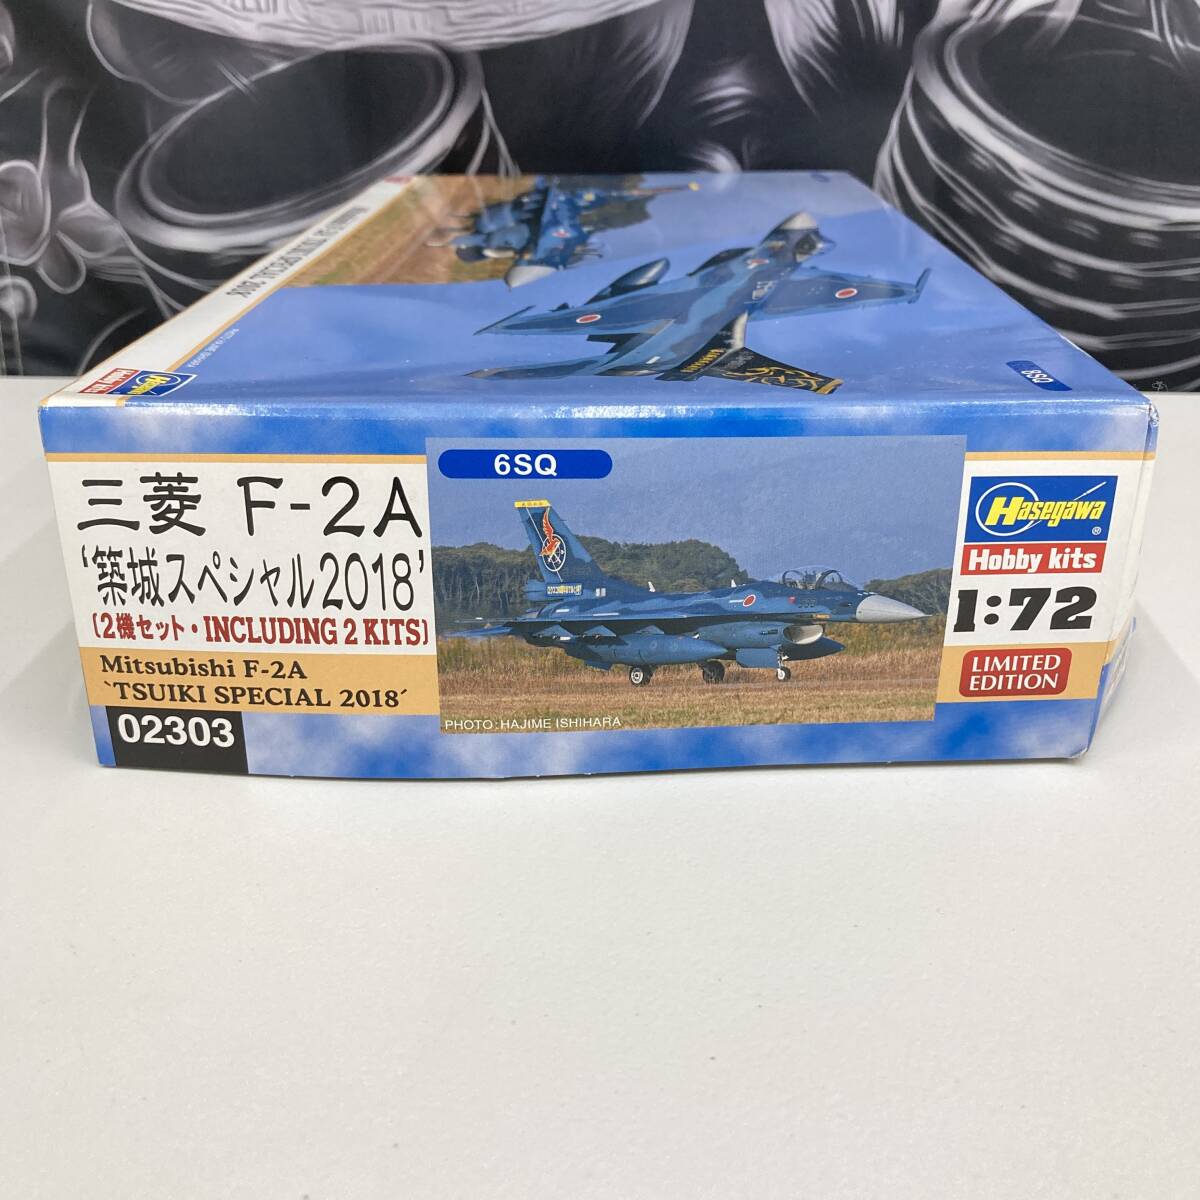 8SQ
三菱 F-2A
'築城スペシャル2018'
(2機セット・INCLUDING 2 KITS)
Mitsubishi F-2A
`TSUIKI SPECIAL 2018´
02303
6SQ
PHOTO:HAJIME ISHIHARA
Hasegawa®
Hobby kits
1:72
LIMITED
EDITION